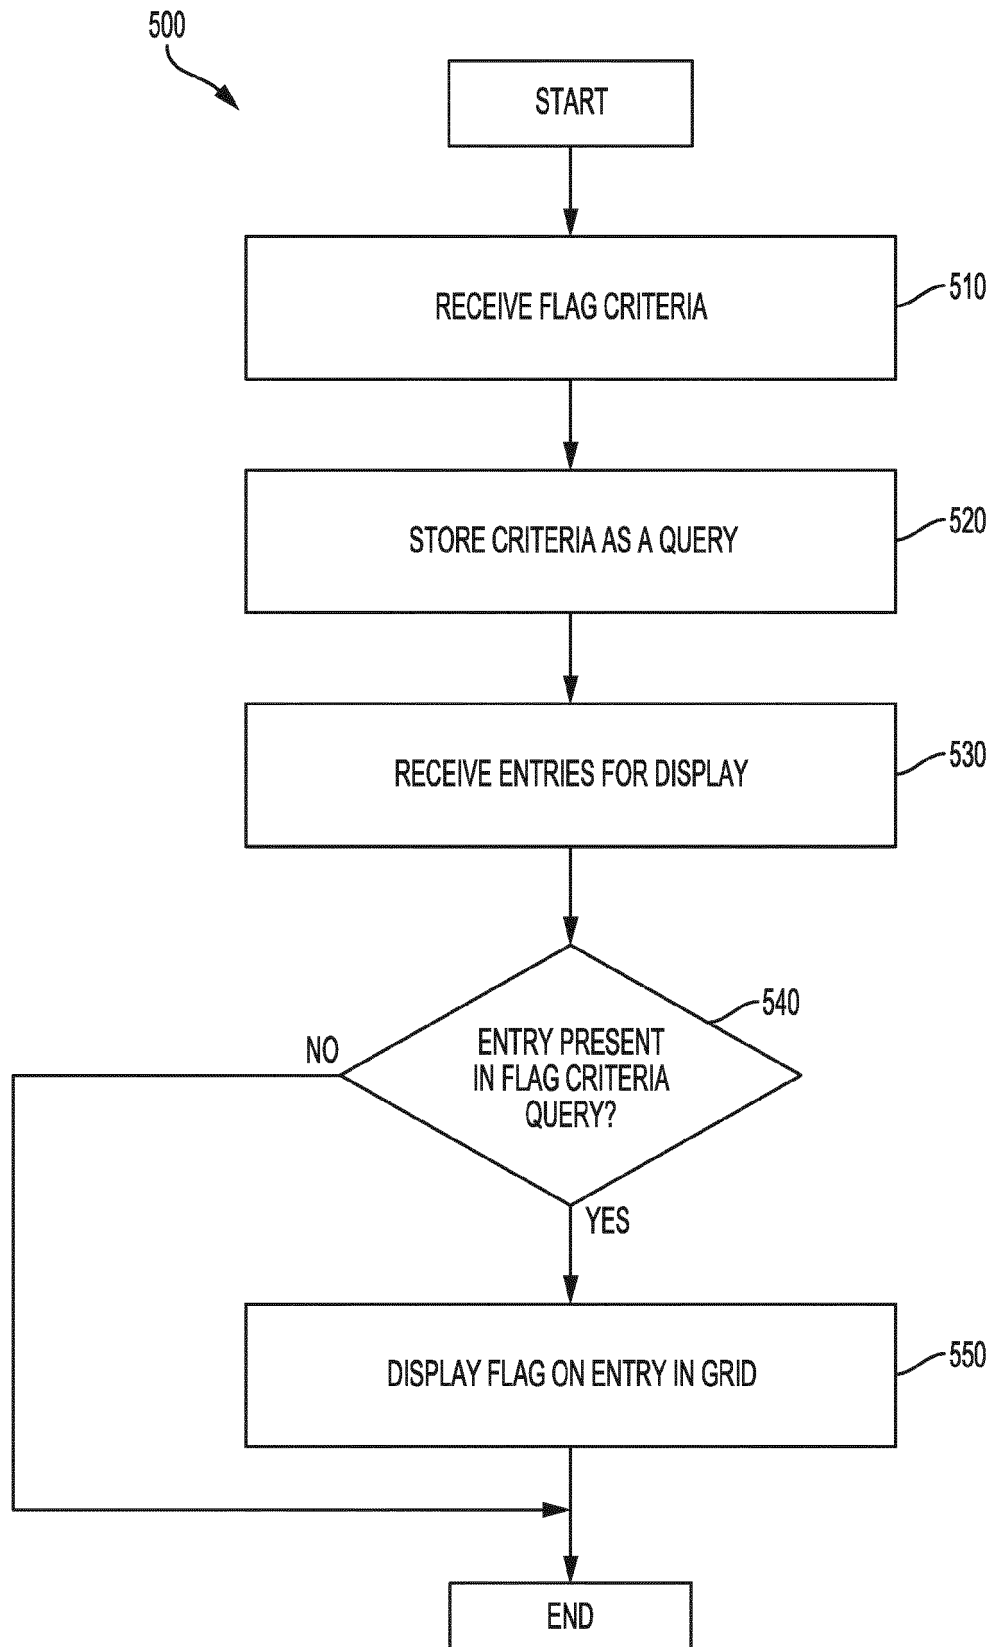 500
START
RECEIVE FLAG CRITERIA
510
STORE CRITERIA AS A QUERY
520
RECEIVE ENTRIES FOR DISPLAY
530
540
ENTRY PRESENT
IN FLAG CRITERIA
QUERY?
NO
YES
DISPLAY FLAG ON ENTRY IN GRID
550
END